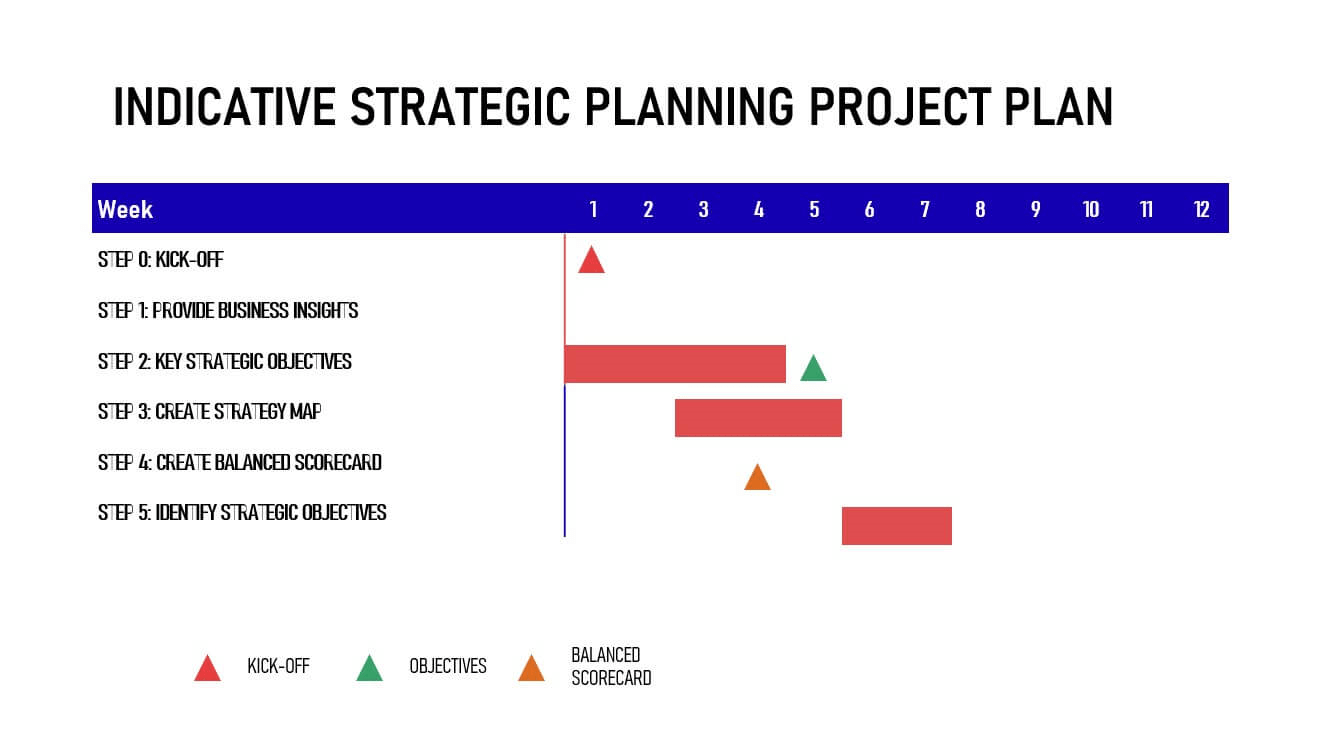 INDICATIVE STRATEGIC PLANNING PROJECT PLAN
Week 1 2 3 4 5 6 7 8 9 10 11 12
STEP 0: KICK-OFF
STEP 1: PROVIDE BUSINESS INSIGHTS
STEP 2: KEY STRATEGIC OBJECTIVES
STEP 3: CREATE STRATEGY MAP
STEP 4: CREATE BALANCED SCORECARD
STEP 5: IDENTIFY STRATEGIC OBJECTIVES
KICK-OFF
OBJECTIVES
BALANCED
SCORECARD